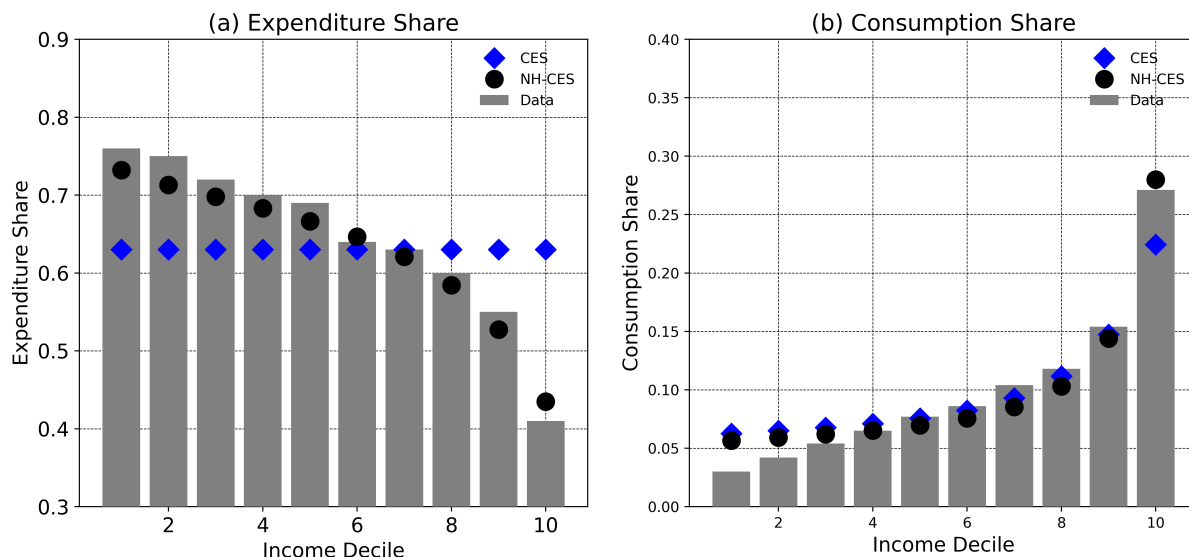 (a) Expenditure Share
0.9
0.8
0.7
0.6
0.5
0.4
0.3
Expenditure Share
CES
NH-CES
Data
2 4 6 8 10
Income Decile
(b) Consumption Share
0.40
0.35
0.30
0.25
0.20
0.15
0.10
0.05
0.00
Consumption Share
CES
NH-CES
Data
2 4 6 8 10
Income Decile